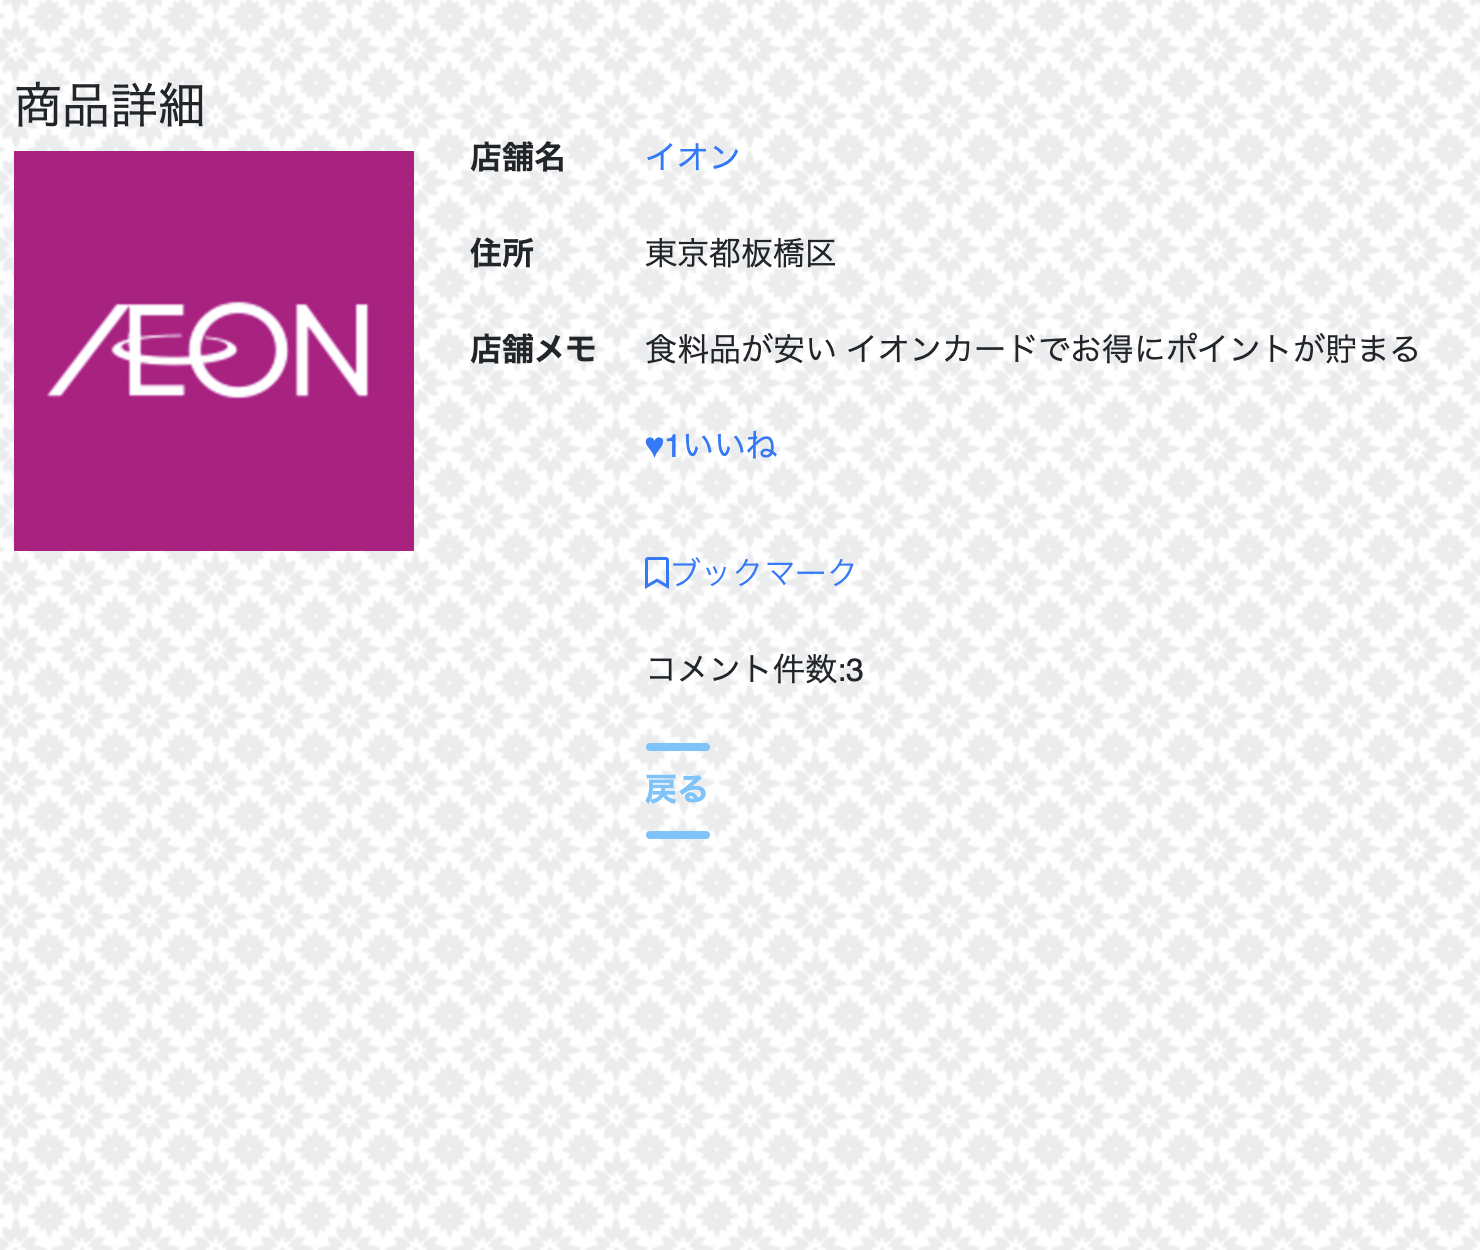 商品詳細
ÆON
店舗名 イオン
住所 東京都板橋区
店舗メモ 食料品が安い イオンカードでお得にポイントが貯まる
♥1いいね
ブックマーク
コメント件数:3
戻る